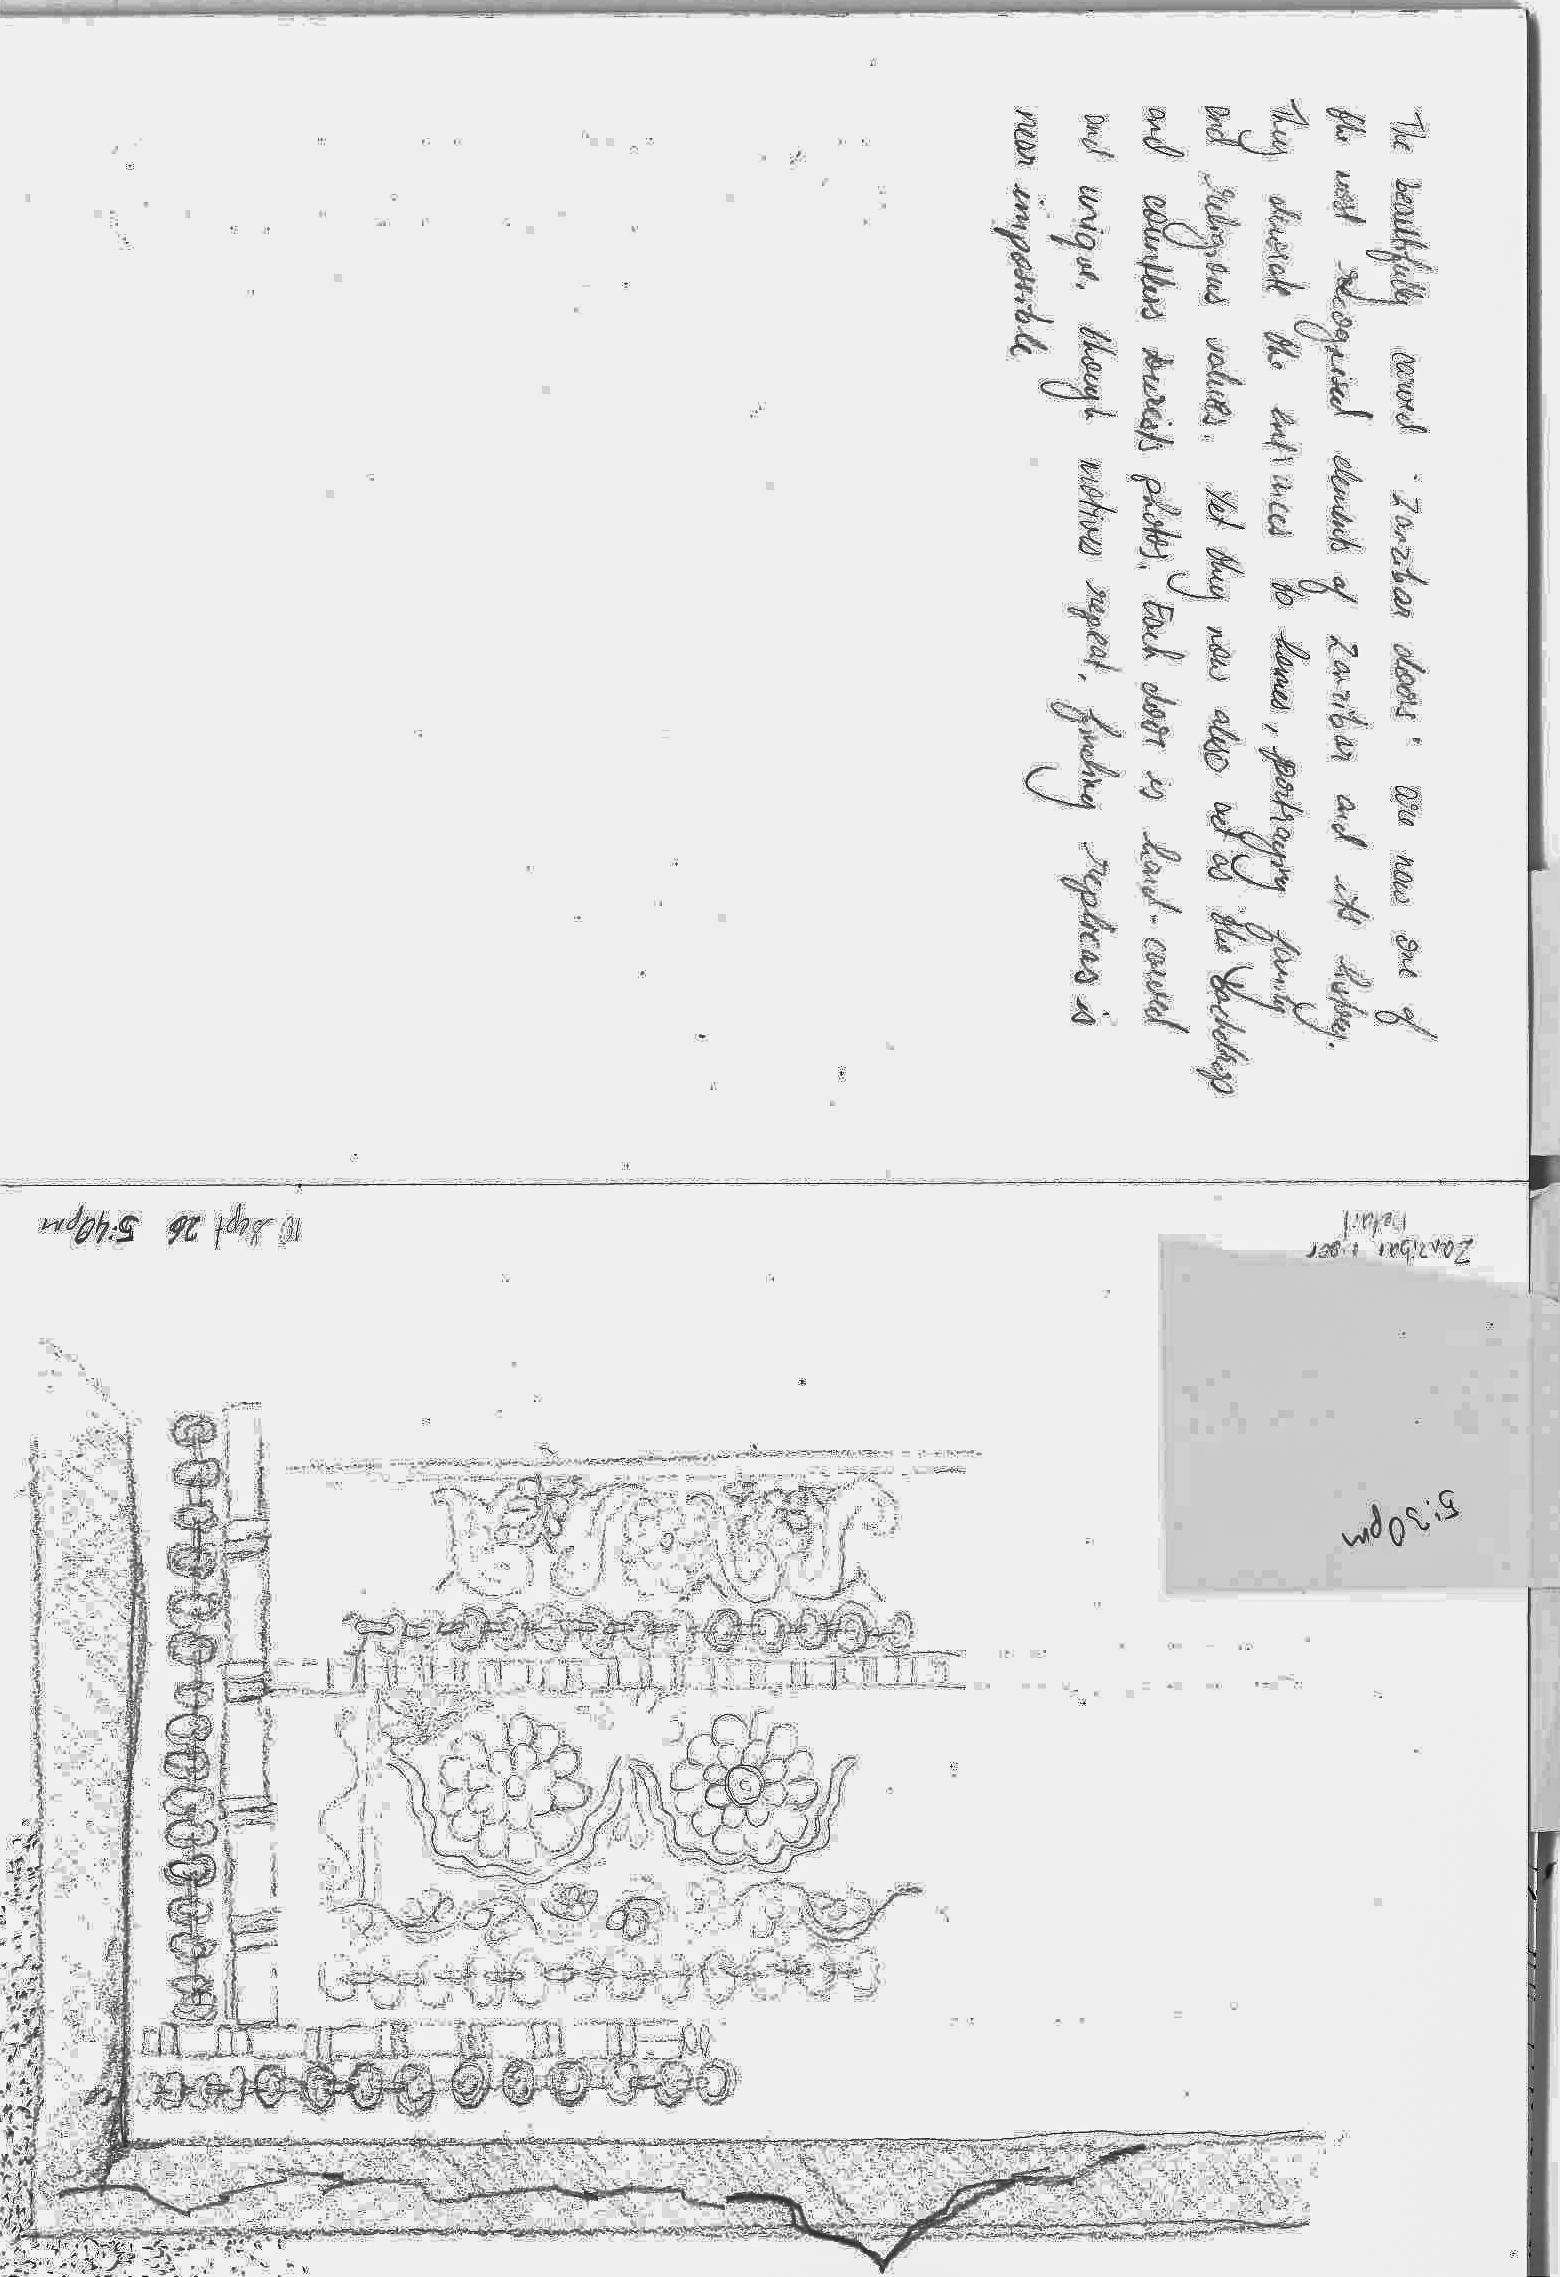 The beautifully carved "Zanzibar doors" are now one of
the most recognised elements of Zanzibar and its history.
They decorate the entrances to homes, portraying family
and religious values. Yet they now also act as the backdrop
and countless tourists photos. Each door is hand-carved
and unique, though motives repeat, finding replicas is
near impossible.
Zanzibar Door
Detail
5:30pm
10 Sept 26 5:40pm